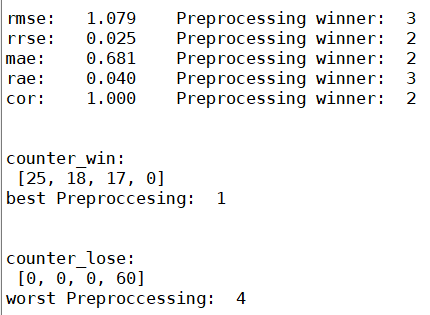 rmse:   1.079    Preprocessing winner:  3
rrse:   0.025    Preprocessing winner:  2
mae:    0.681    Preprocessing winner:  2
rae:    0.040    Preprocessing winner:  3
cor:    1.000    Preprocessing winner:  2
counter_win:
[25, 18, 17, 0]
best Preproccesing:  1
counter_lose:
[0, 0, 0, 60]
worst Preproccessing:  4